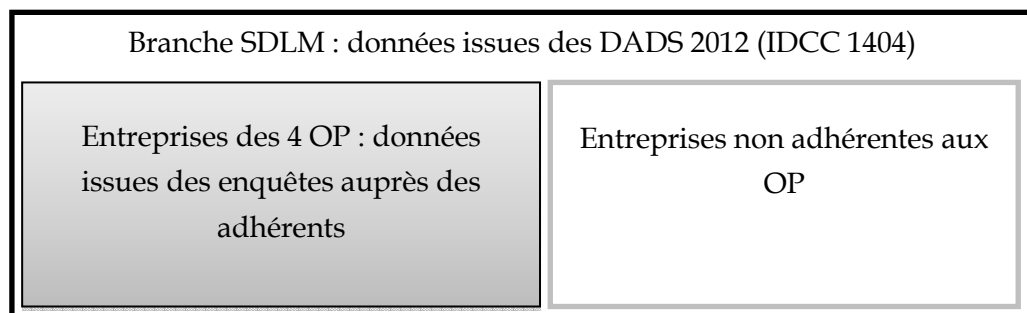 Branche SDLM : données issues des DADS 2012 (IDCC 1404)
Entreprises des 4 OP : données
issues des enquêtes auprès des
adhérents
Entreprises non adhérentes aux
OP